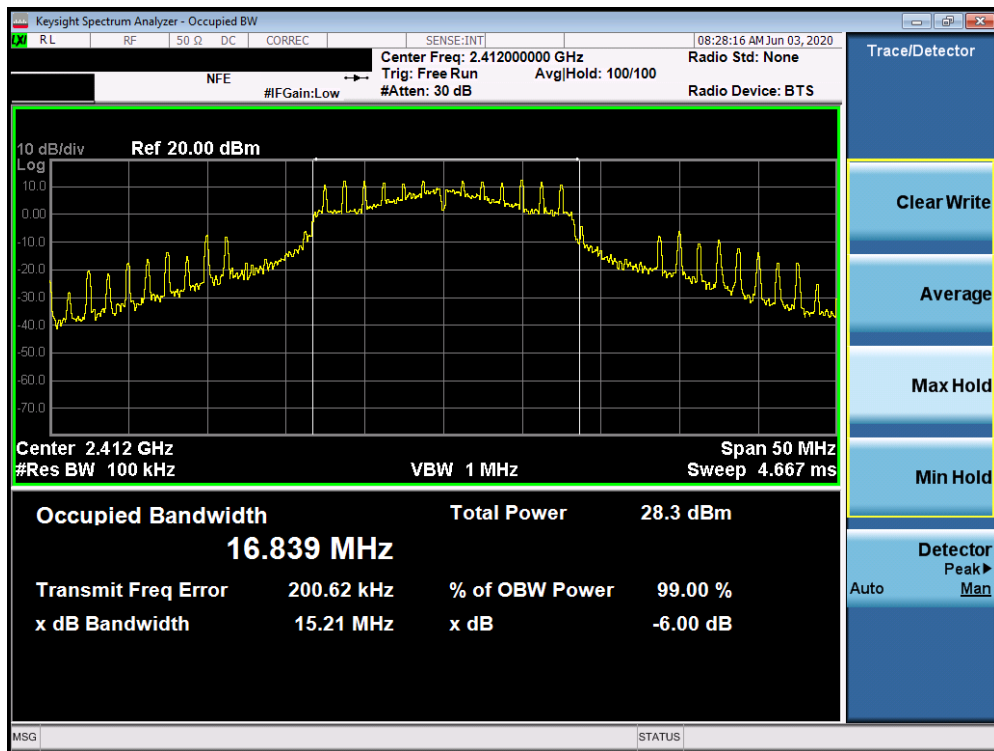 Keysight Spectrum Analyzer - Occupied BW
LXI RL RF 50 Ω DC CORREC SENSE:INT 08:28:16 AM Jun 03, 2020
Center Freq: 2.412000000 GHz Radio Std: None
NFE Trig: Free Run Avg|Hold: 100/100
#IFGain:Low #Atten: 30 dB Radio Device: BTS
Trace/Detector
10 dB/div Ref 20.00 dBm
Log
10.0
0.00
-10.0
-20.0
-30.0
-40.0
-50.0
-60.0
-70.0
Center 2.412 GHz Span 50 MHz
#Res BW 100 kHz VBW 1 MHz Sweep 4.667 ms
Occupied Bandwidth Total Power 28.3 dBm
16.839 MHz
Transmit Freq Error 200.62 kHz % of OBW Power 99.00 %
x dB Bandwidth 15.21 MHz x dB -6.00 dB
Clear Write
Average
Max Hold
Min Hold
Detector
Peak▶
Auto Man
MSG STATUS